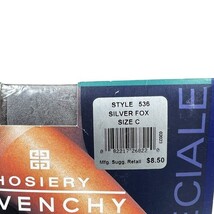 STYLE 535
SILVER FOX
SIZE C
Mfg. Sugg. Retail $8.50
HOSIERY
VENCHY
CIALE